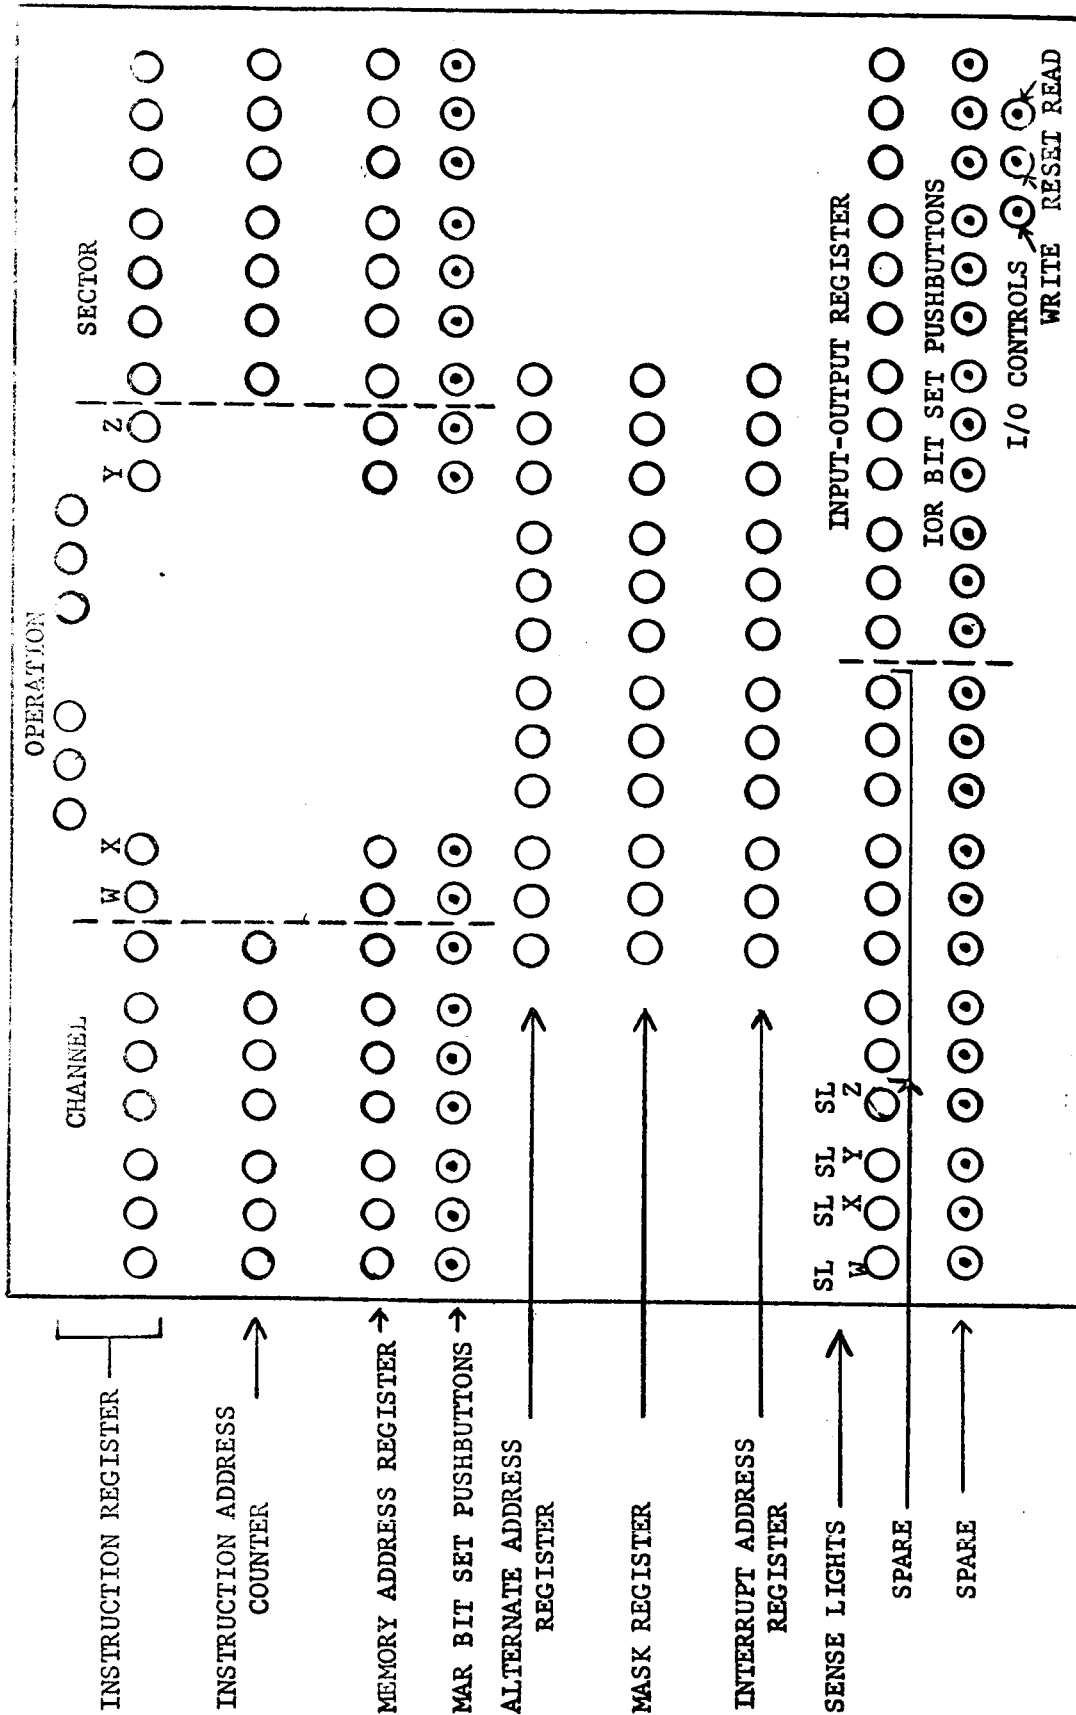 OPERATION
CHANNEL
W X
Y Z
SECTOR
INSTRUCTION REGISTER
INSTRUCTION ADDRESS
COUNTER
MEMORY ADDRESS REGISTER
MAR BIT SET PUSHBUTTONS
ALTERNATE ADDRESS
REGISTER
MASK REGISTER
INTERRUPT ADDRESS
REGISTER
INPUT-OUTPUT REGISTER
SENSE LIGHTS
SL SL SL SL
W X Y Z
SPARE
IOR BIT SET PUSHBUTTONS
SPARE
I/O CONTROLS
WRITE RESET READ